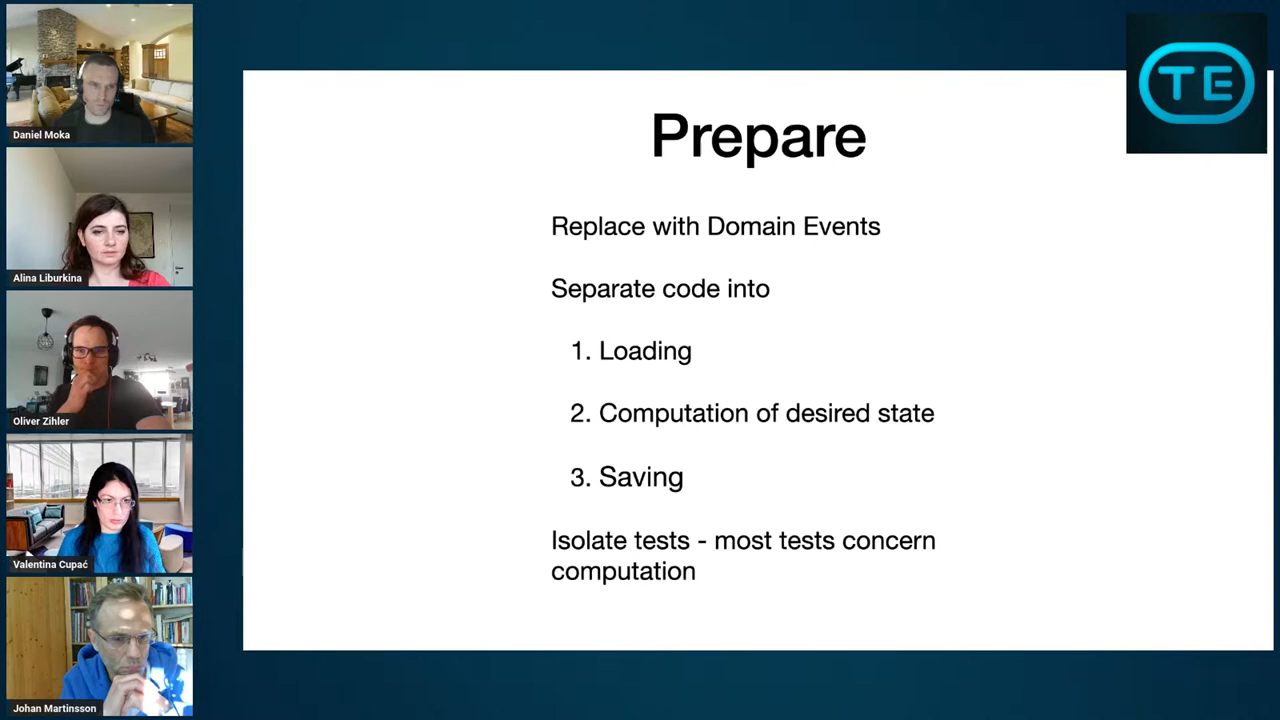 Daniel Moka
Alina Liburkina
Oliver Zihler
Valentina Cupać
Johan Martinsson
TE
Prepare
Replace with Domain Events
Separate code into
1. Loading
2. Computation of desired state
3. Saving
Isolate tests - most tests concern
computation